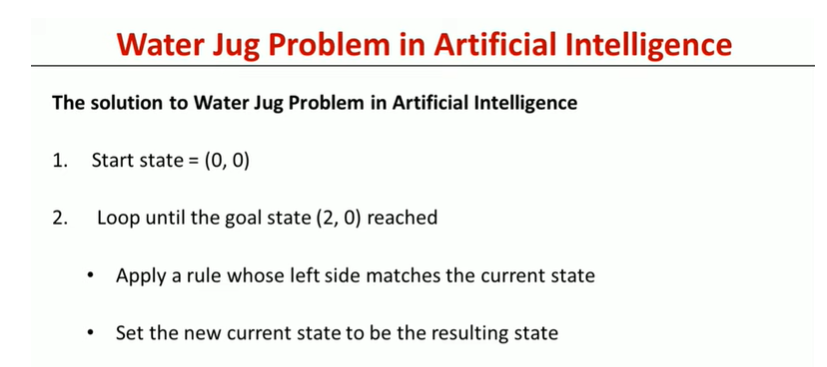 Water Jug Problem in Artificial Intelligence
The solution to Water Jug Problem in Artificial Intelligence
1. Start state = (0, 0)
2. Loop until the goal state (2, 0) reached
• Apply a rule whose left side matches the current state
• Set the new current state to be the resulting state